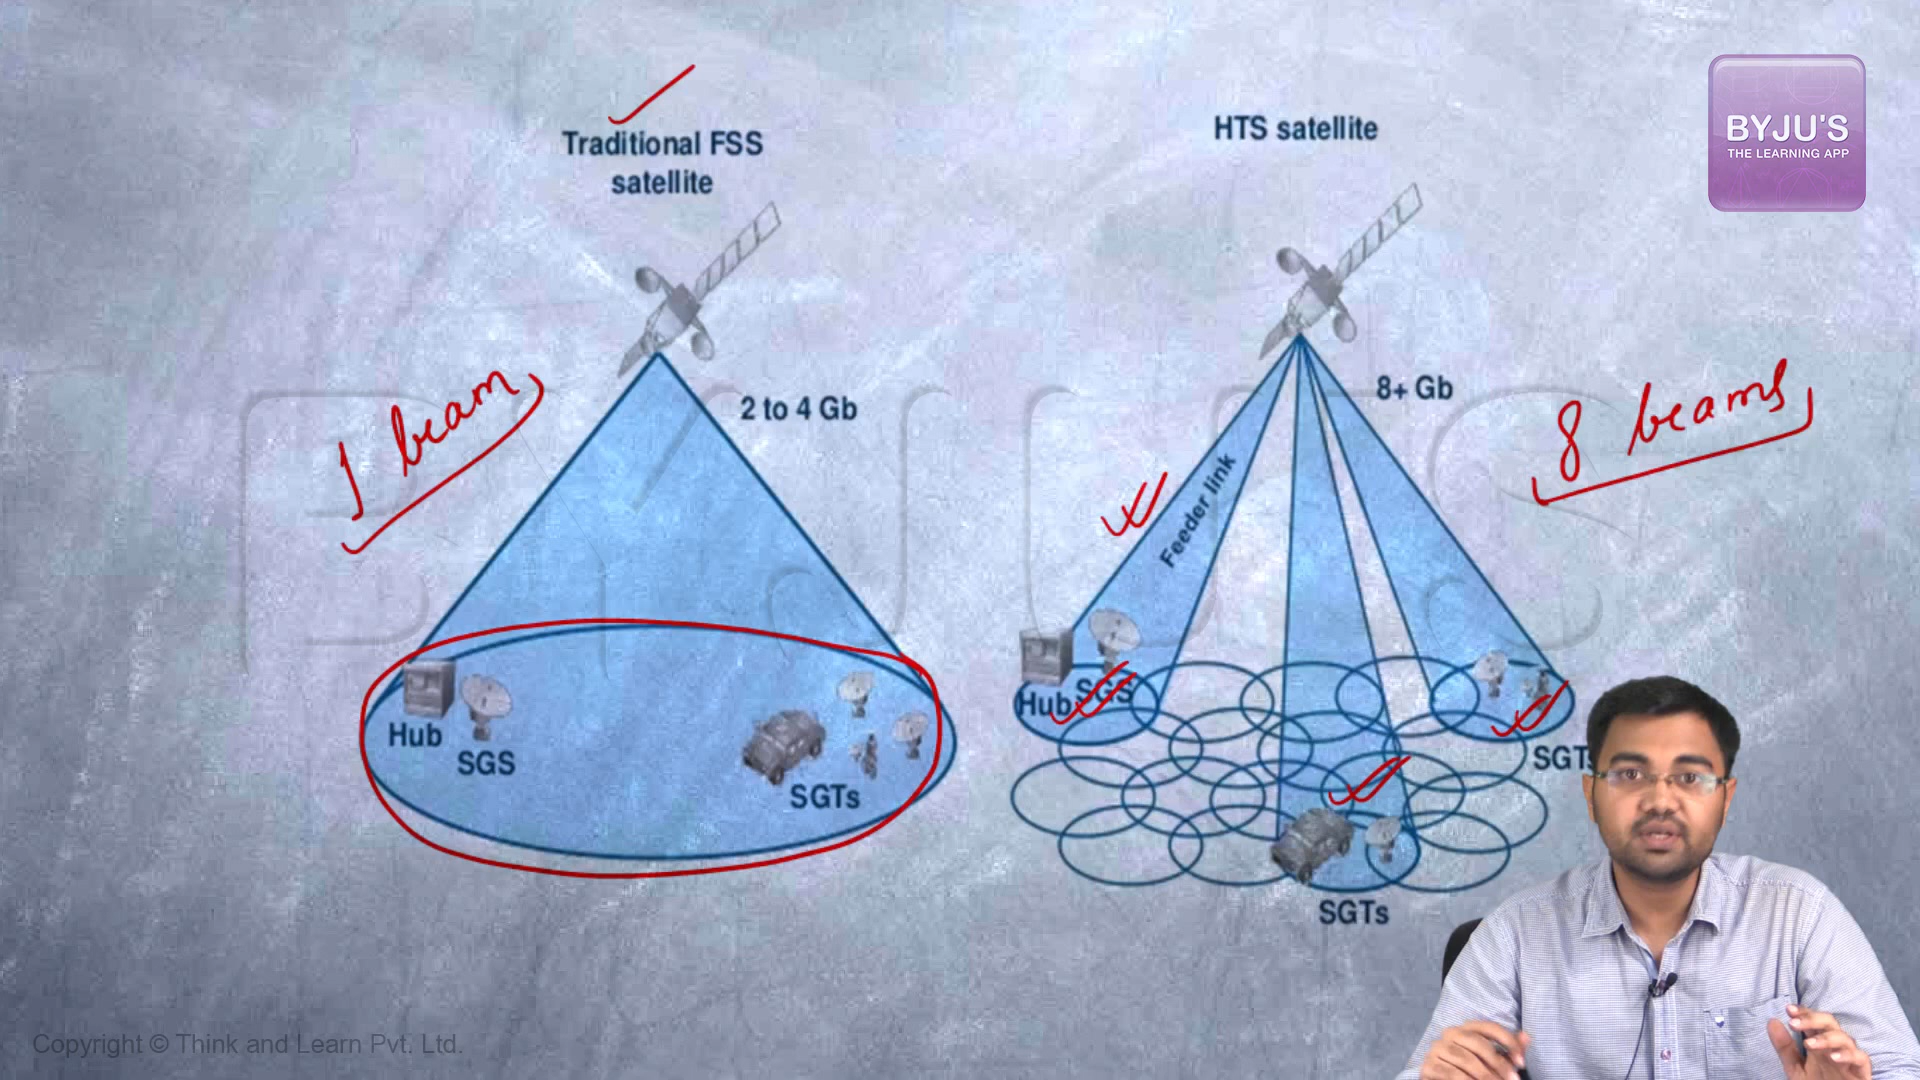 Traditional FSS
satellite
HTS satellite
BYJU'S
THE LEARNING APP
1 beam
2 to 4 Gb
8+ Gb
8 beams
Feeder link
Hub
SGS
SGTs
Hub SGS
SGTs
SGTs
BYJU'S
Copyright © Think and Learn Pvt. Ltd.